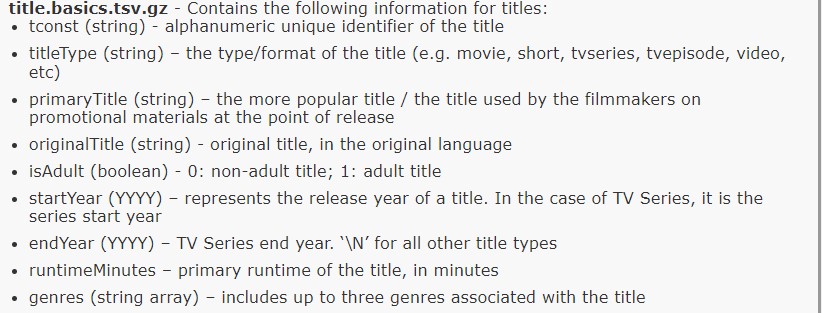 title.basics.tsv.gz - Contains the following information for titles:
• tconst (string) - alphanumeric unique identifier of the title
• titleType (string) – the type/format of the title (e.g. movie, short, tvseries, tvepisode, video,
etc)
• primaryTitle (string) – the more popular title / the title used by the filmmakers on
promotional materials at the point of release
• originalTitle (string) - original title, in the original language
• isAdult (boolean) - 0: non-adult title; 1: adult title
• startYear (YYYY) – represents the release year of a title. In the case of TV Series, it is the
series start year
• endYear (YYYY) – TV Series end year. ‘\N’ for all other title types
• runtimeMinutes – primary runtime of the title, in minutes
• genres (string array) – includes up to three genres associated with the title